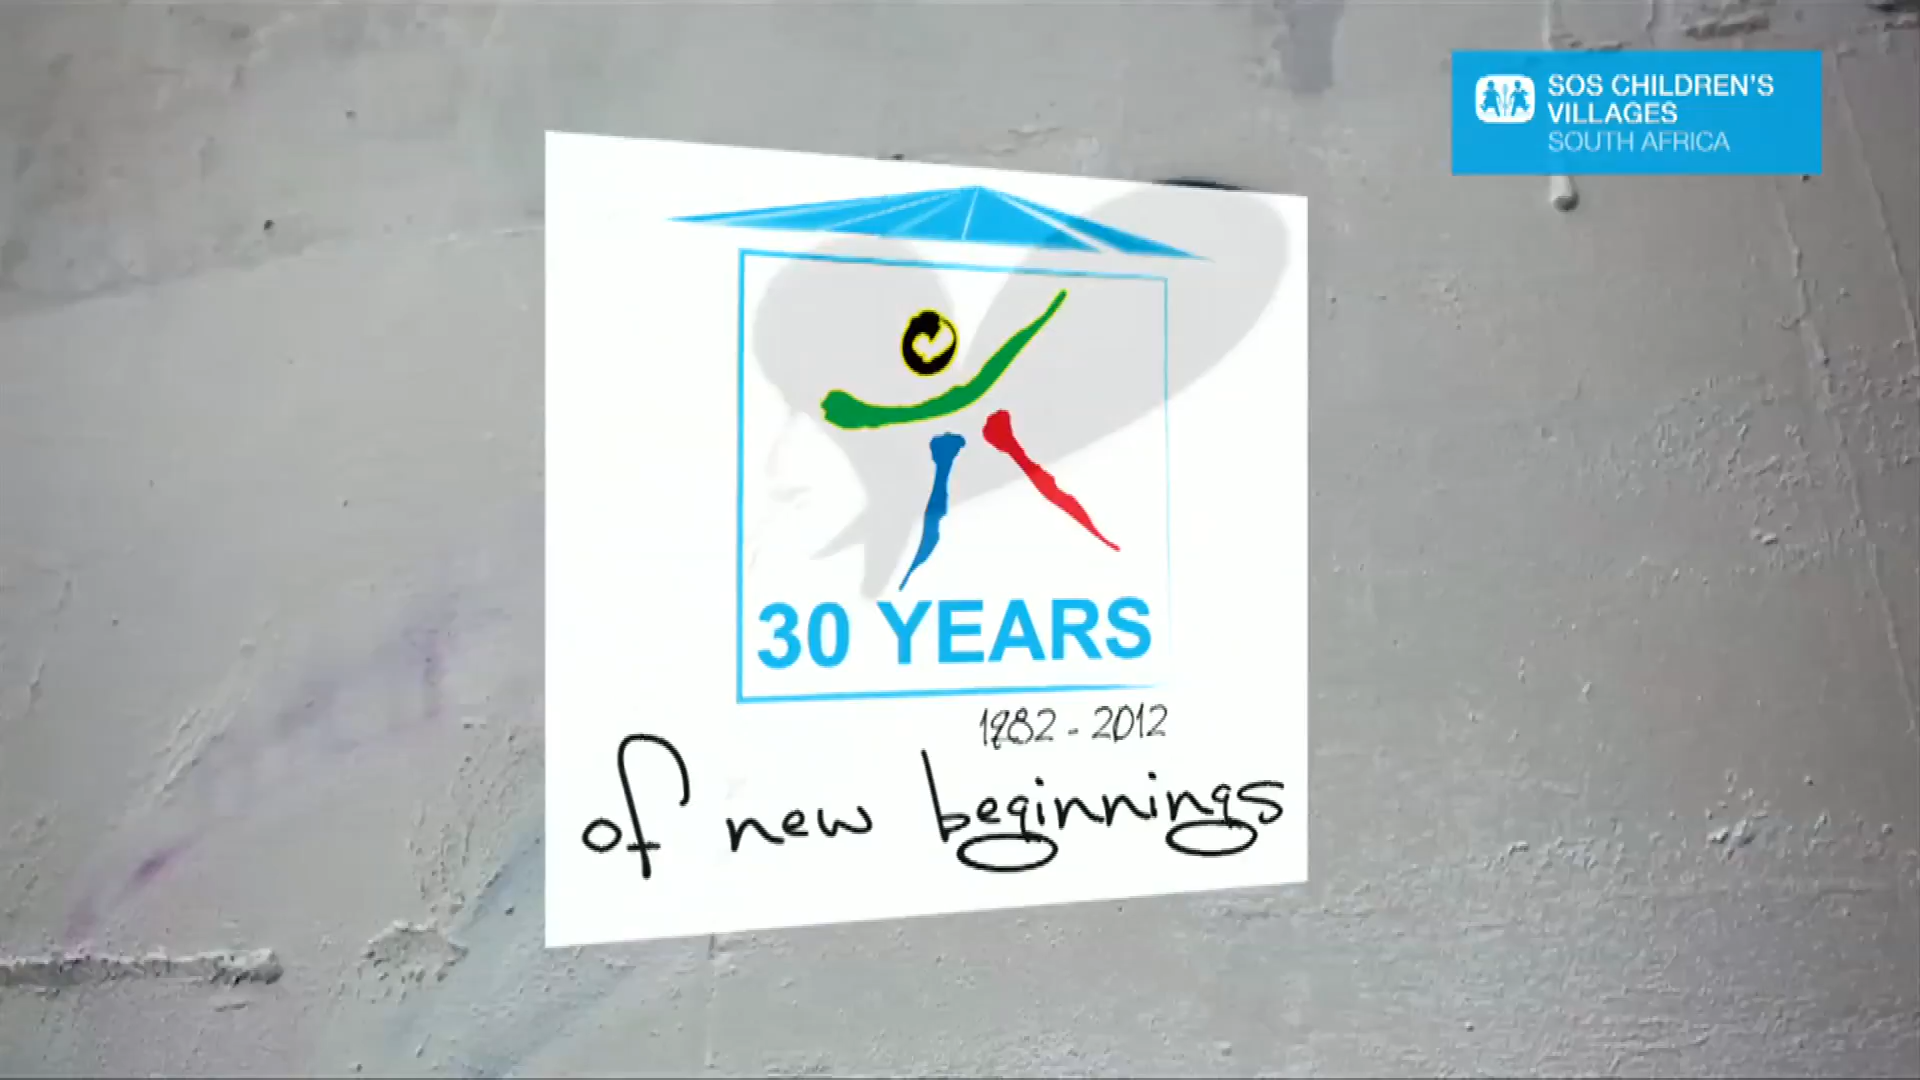 SOS CHILDREN'S
VILLAGES
SOUTH AFRICA
30 YEARS
1982 - 2012
of new beginnings